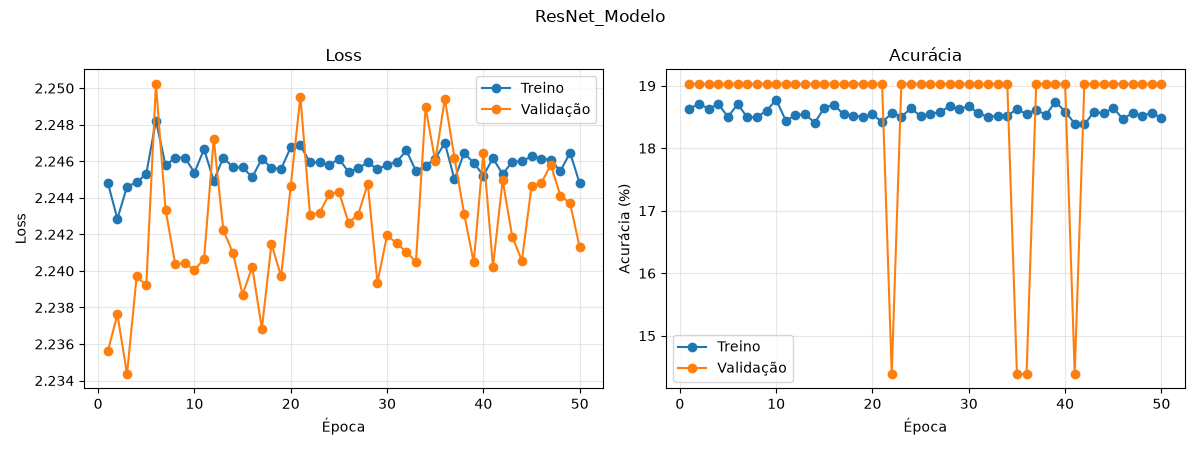 ResNet_Modelo
Loss
2.250
2.248
2.246
2.244
2.242
2.240
2.238
2.236
2.234
Loss
0
10
20
30
40
50
Época
Treino
Validação
Acurácia
19
18
17
16
15
Acurácia (%)
0
10
20
30
40
50
Época
Treino
Validação